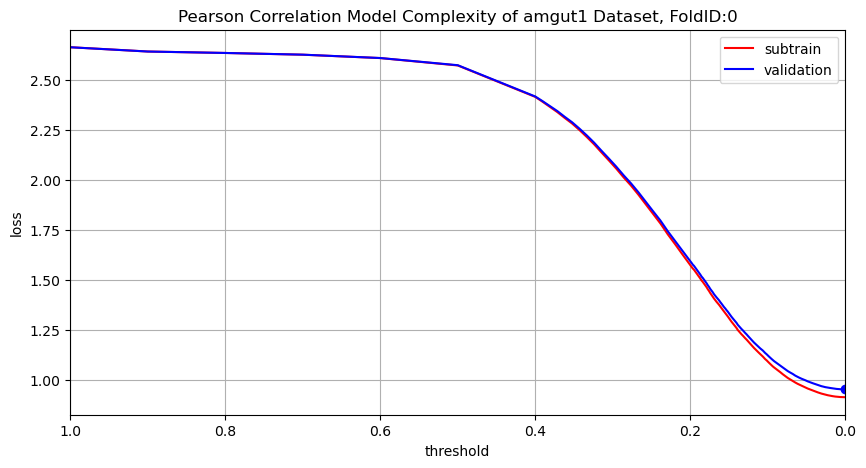 Pearson Correlation Model Complexity of amgut1 Dataset, FoldID:0
subtrain
validation
loss
2.50
2.25
2.00
1.75
1.50
1.25
1.00
1.0 0.8 0.6 0.4 0.2 0.0
threshold